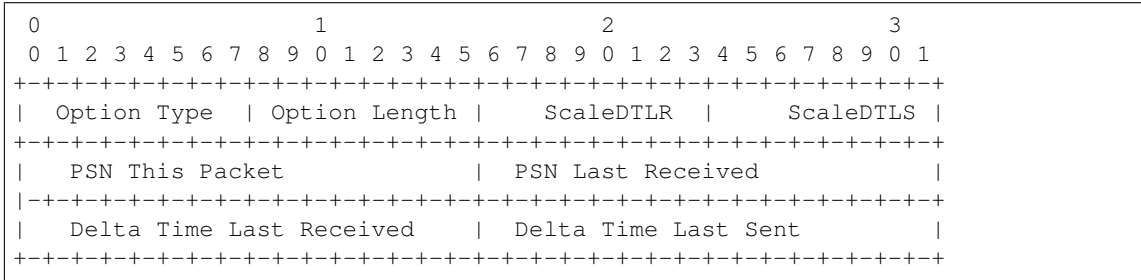 0                   1                   2                   3
 0 1 2 3 4 5 6 7 8 9 0 1 2 3 4 5 6 7 8 9 0 1 2 3 4 5 6 7 8 9 0 1
+-+-+-+-+-+-+-+-+-+-+-+-+-+-+-+-+-+-+-+-+-+-+-+-+-+-+-+-+-+-+-+-+
|  Option Type  | Option Length |    ScaleDTLR  |     ScaleDTLS |
+-+-+-+-+-+-+-+-+-+-+-+-+-+-+-+-+-+-+-+-+-+-+-+-+-+-+-+-+-+-+-+-+
|   PSN This Packet             |  PSN Last Received            |
|-+-+-+-+-+-+-+-+-+-+-+-+-+-+-+-+-+-+-+-+-+-+-+-+-+-+-+-+-+-+-+-+
|   Delta Time Last Received    |  Delta Time Last Sent         |
+-+-+-+-+-+-+-+-+-+-+-+-+-+-+-+-+-+-+-+-+-+-+-+-+-+-+-+-+-+-+-+-+